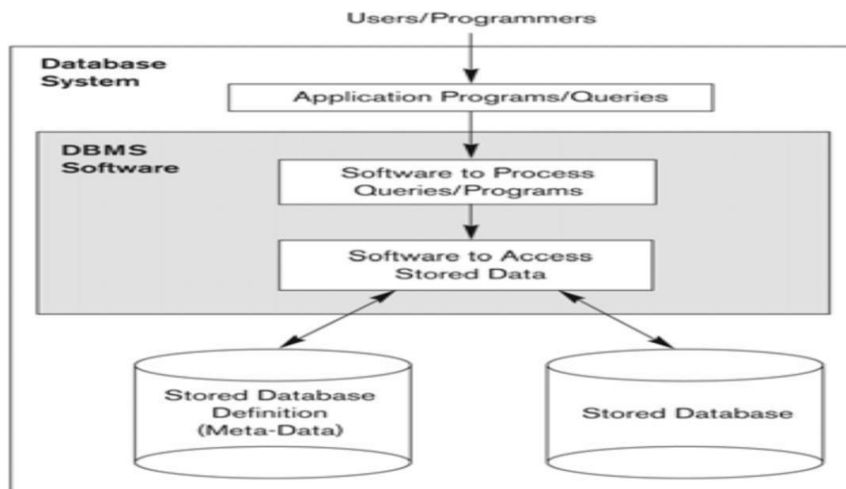 Users/Programmers
Database
System
Application Programs/Queries
DBMS
Software
Software to Process
Queries/Programs
Software to Access
Stored Data
Stored Database
Definition
(Meta-Data)
Stored Database